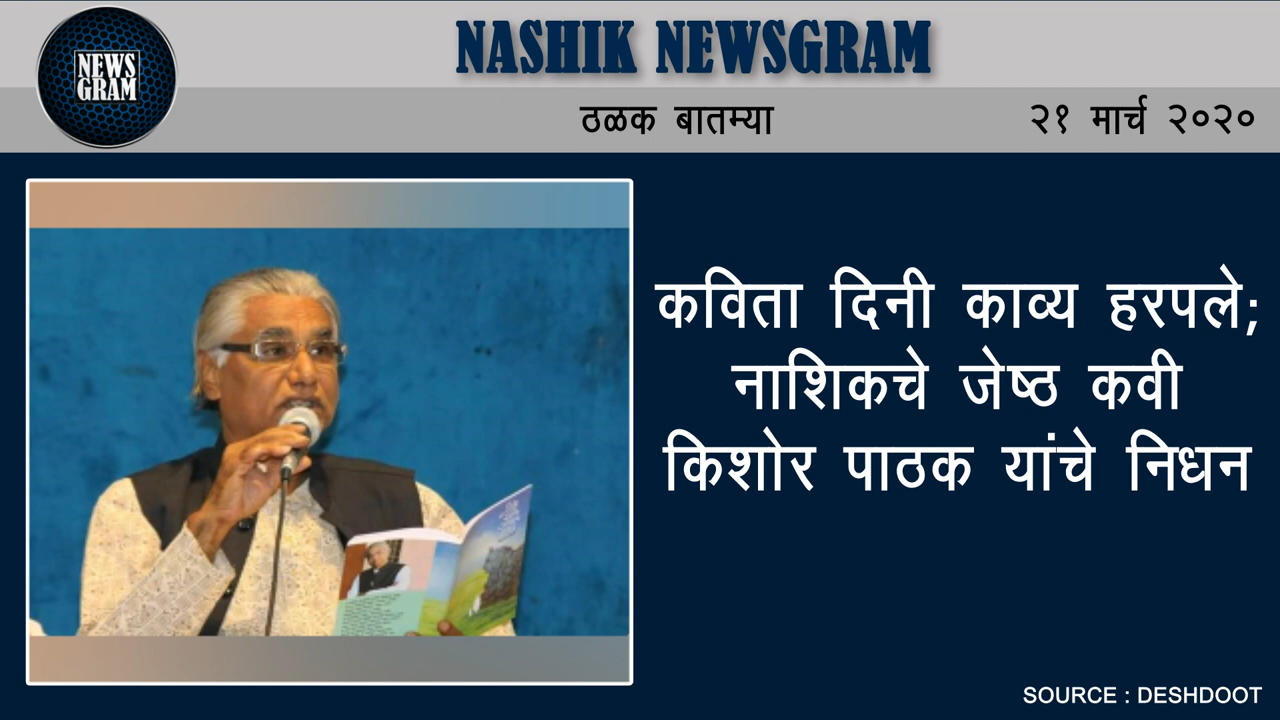 NEWS
GRAM
NASHIK NEWSGRAM
ठळक बातम्या
२१ मार्च २०२०
कविता दिनी काव्य हरपले;
नाशिकचे जेष्ठ कवी
किशोर पाठक यांचे निधन
SOURCE : DESHDOOT